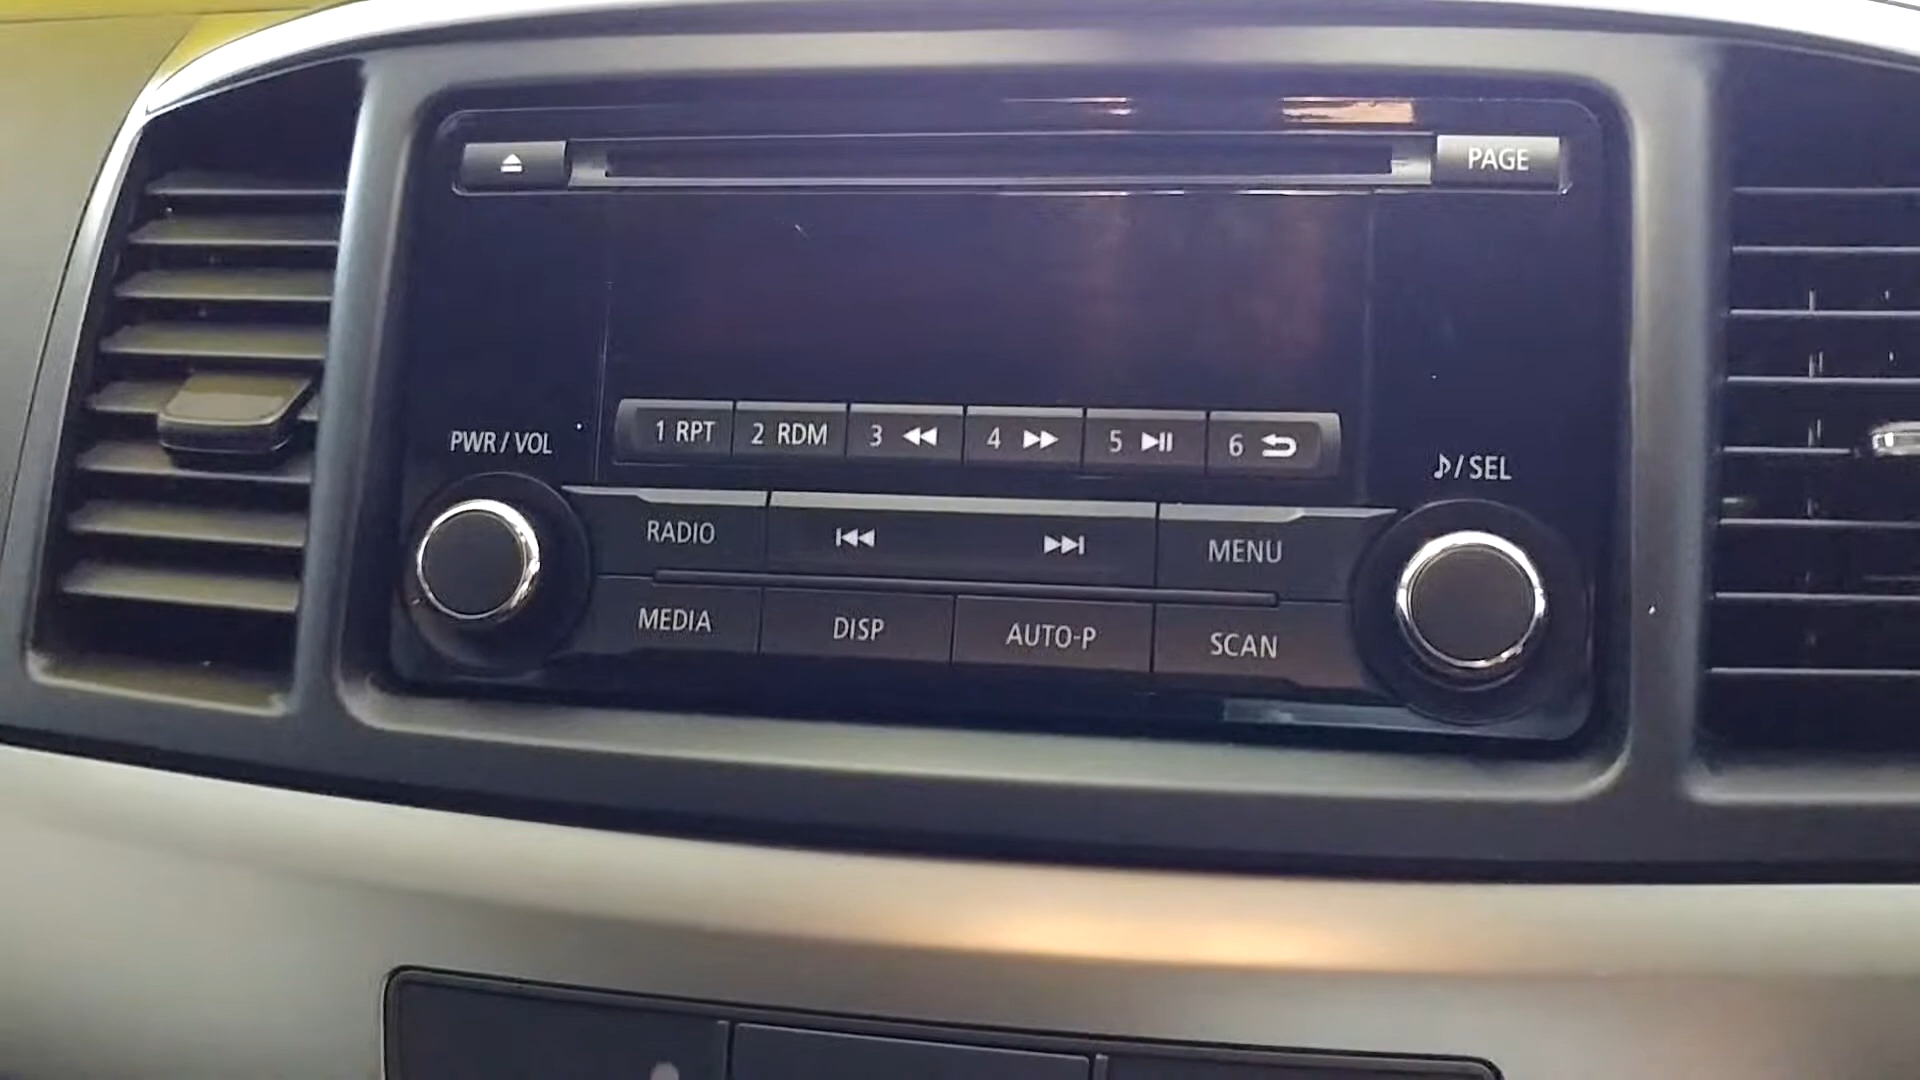 PAGE
PWR / VOL
1 RPT
2 RDM
3
4
5
6
/ SEL
RADIO
MENU
MEDIA
DISP
AUTO-P
SCAN